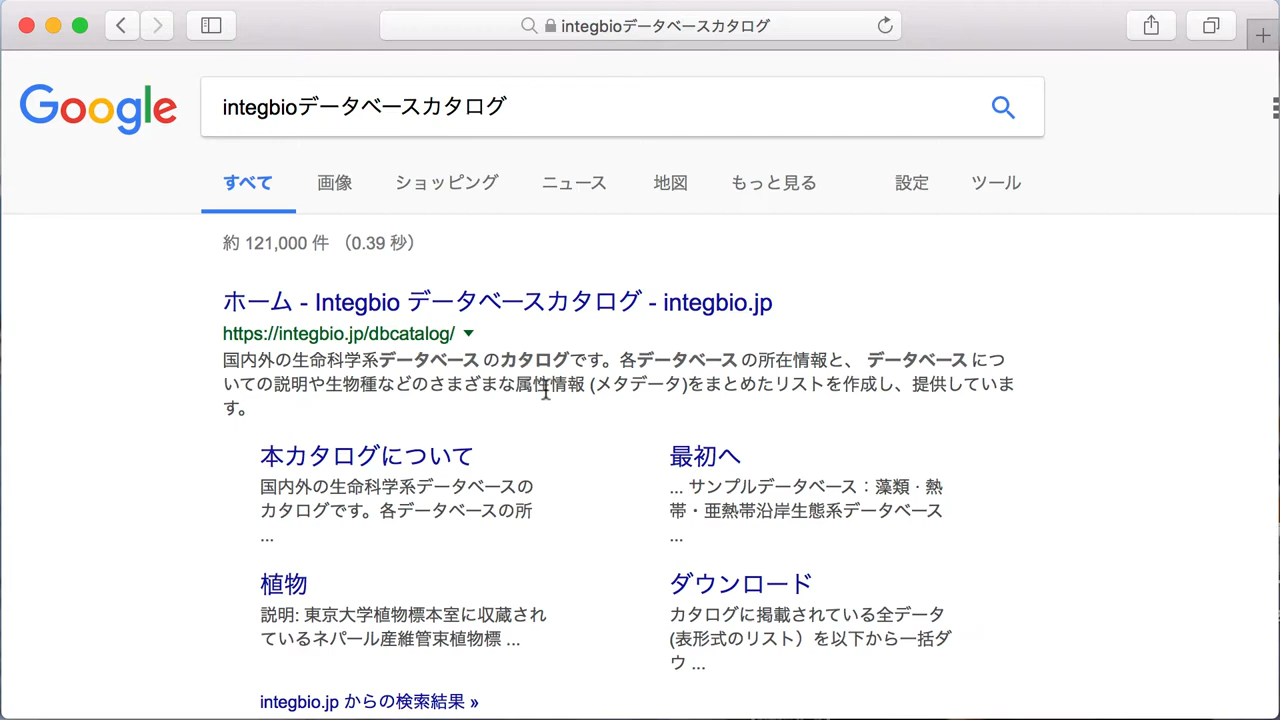 integbioデータベースカタログ
Google
integbioデータベースカタログ
すべて 画像 ショッピング ニュース 地図 もっと見る 設定 ツール
約 121,000 件 （0.39 秒）
ホーム - Integbio データベースカタログ - integbio.jp
https://integbio.jp/dbcatalog/
国内外の生命科学系データベース のカタログです。各データベース の所在情報と、 データベース につ
いての説明や生物種などのさまざまな属性情報 (メタデータ)をまとめたリストを作成し、提供していま
す。
本カタログについて
国内外の生命科学系データベースの
カタログです。各データベースの所
...
最初へ
... サンプルデータベース：藻類・熱
帯・亜熱帯沿岸生態系データベース
...
植物
説明: 東京大学植物標本室に収蔵され
ているネパール産維管束植物標 ...
ダウンロード
カタログに掲載されている全データ
(表形式のリスト）を以下から一括ダ
ウ ...
integbio.jp からの検索結果 »